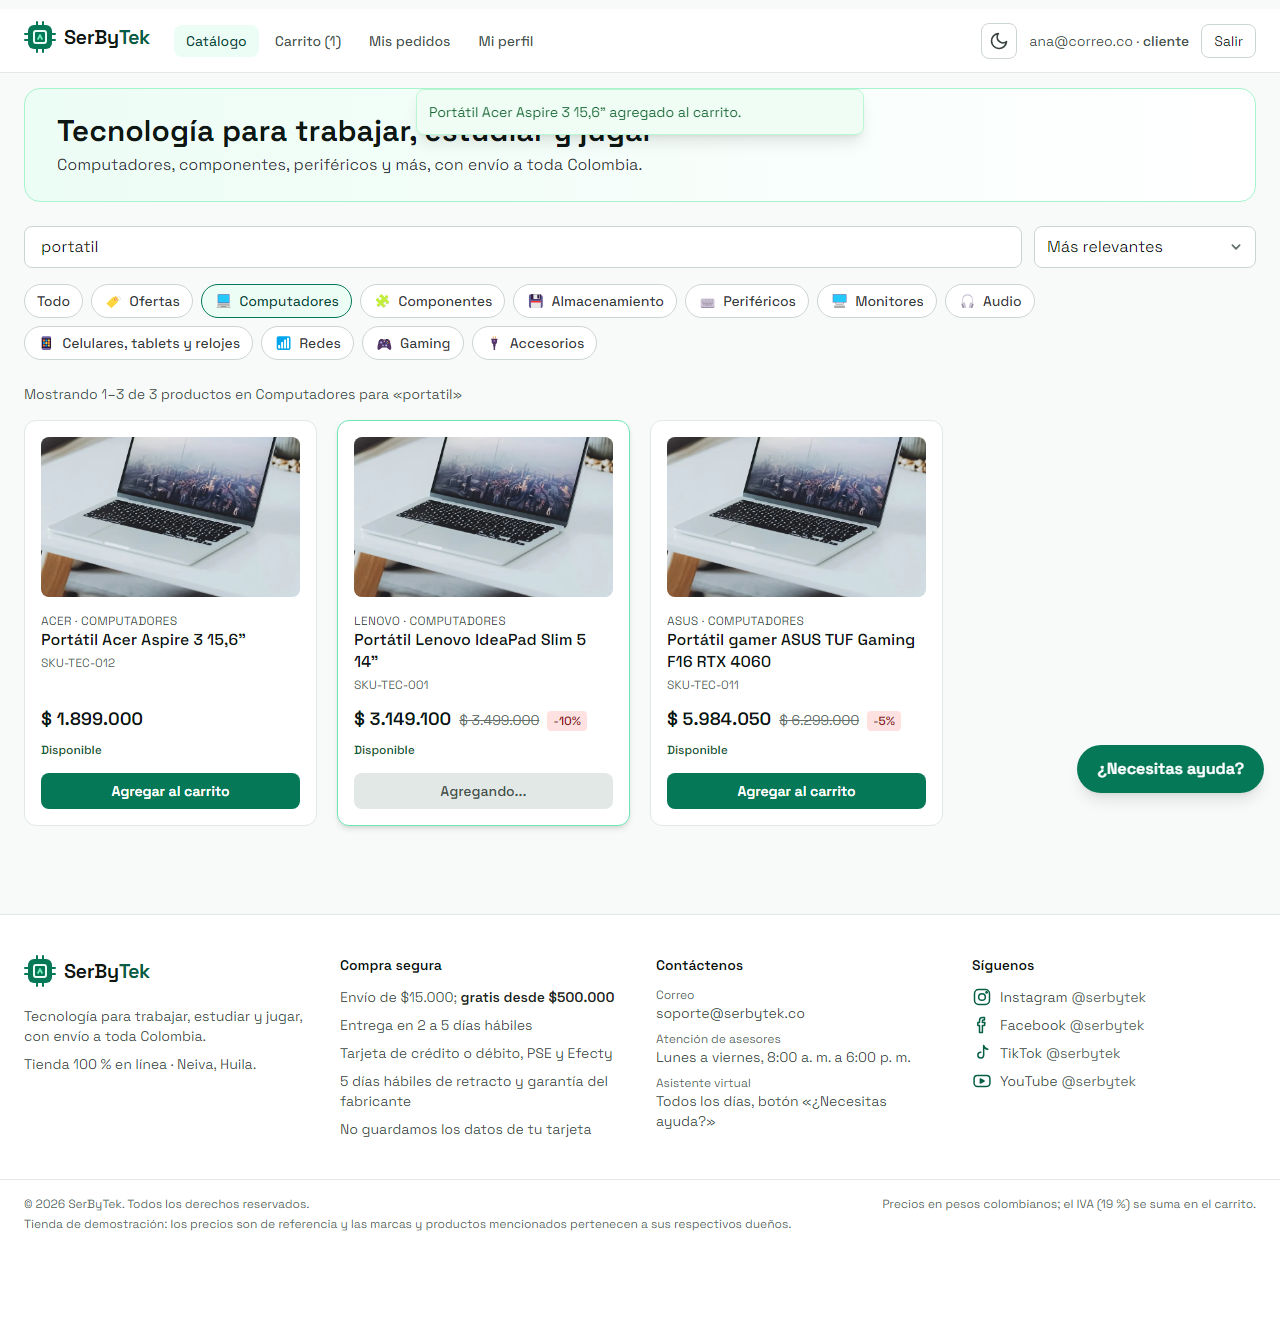 SerByTek
Catálogo
Carrito (1)
Mis pedidos
Mi perfil
ana@correo.co · cliente
Salir
Portátil Acer Aspire 3 15,6” agregado al carrito.
Tecnología para trabajar, estudiar y jugar
Computadores, componentes, periféricos y más, con envío a toda Colombia.
portatil
Más relevantes
Todo
Ofertas
Computadores
Componentes
Almacenamiento
Periféricos
Monitores
Audio
Celulares, tablets y relojes
Redes
Gaming
Accesorios
Mostrando 1–3 de 3 productos en Computadores para «portatil»
ACER · COMPUTADORES
Portátil Acer Aspire 3 15,6”
SKU-TEC-012
$ 1.899.000
Disponible
Agregar al carrito
LENOVO · COMPUTADORES
Portátil Lenovo IdeaPad Slim 5
14”
SKU-TEC-001
$ 3.149.100 $ 3.499.000 -10%
Disponible
Agregando...
ASUS · COMPUTADORES
Portátil gamer ASUS TUF Gaming
F16 RTX 4060
SKU-TEC-011
$ 5.984.050 $ 6.299.000 -5%
Disponible
Agregar al carrito
¿Necesitas ayuda?
SerByTek
Tecnología para trabajar, estudiar y jugar,
con envío a toda Colombia.
Tienda 100 % en línea · Neiva, Huila.
Compra segura
Envío de $15.000; gratis desde $500.000
Entrega en 2 a 5 días hábiles
Tarjeta de crédito o débito, PSE y Efecty
5 días hábiles de retracto y garantía del
fabricante
No guardamos los datos de tu tarjeta
Contáctenos
Correo
soporte@serbytek.co
Atención de asesores
Lunes a viernes, 8:00 a. m. a 6:00 p. m.
Asistente virtual
Todos los días, botón «¿Necesitas
ayuda?»
Síguenos
Instagram @serbytek
Facebook @serbytek
TikTok @serbytek
YouTube @serbytek
© 2026 SerByTek. Todos los derechos reservados.
Precios en pesos colombianos; el IVA (19 %) se suma en el carrito.
Tienda de demostración: los precios son de referencia y las marcas y productos mencionados pertenecen a sus respectivos dueños.